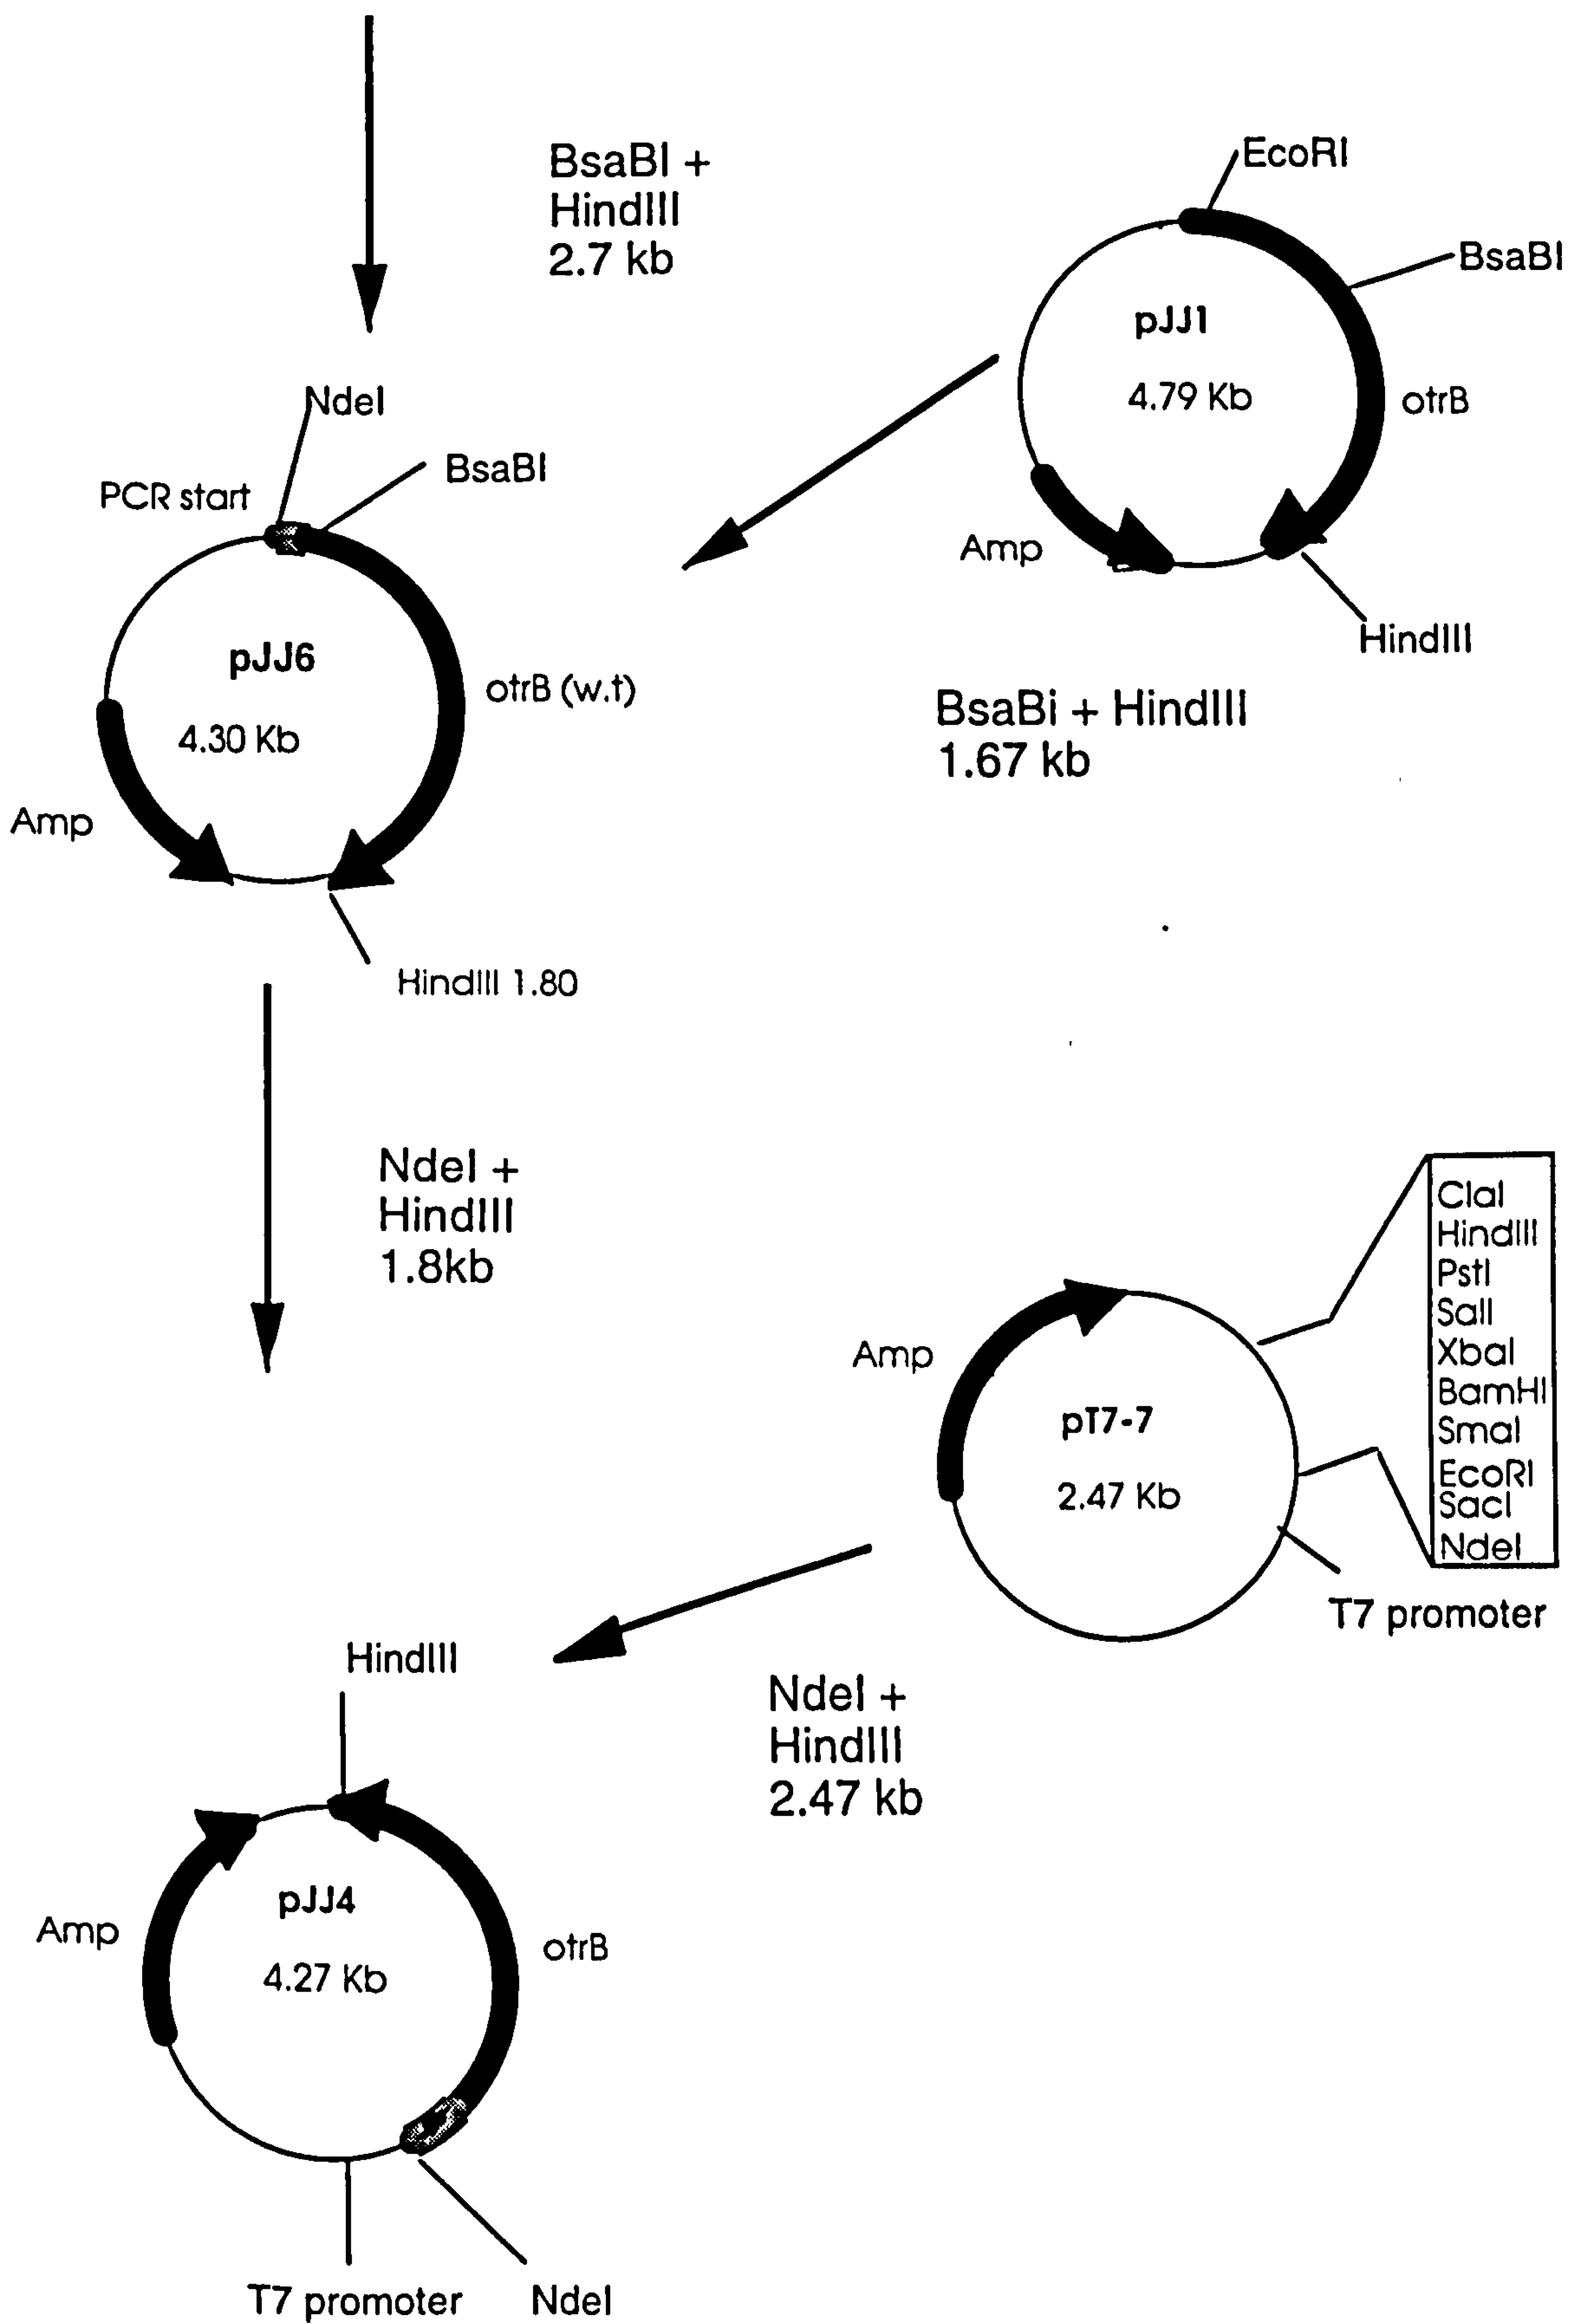 BsaBI +
HindIII
2.7 kb
EcoRI
BsaBI
pJJ1
4.79 Kb
otrB
Amp
HindIII
BsaBi + HindIII
1.67 kb
NdeI
BsaBI
PCR start
pJJ6
4.30 Kb
otrB (w.t)
Amp
HindIII 1.80
NdeI +
HindIII
1.8kb
ClaI
HindIII
PstI
SalI
XbaI
BamHI
SmaI
EcoRI
SacI
NdeI
Amp
pT7-7
2.47 Kb
T7 promoter
NdeI +
HindIII
2.47 kb
HindIII
pJJ4
4.27 Kb
Amp
otrB
T7 promoter
NdeI